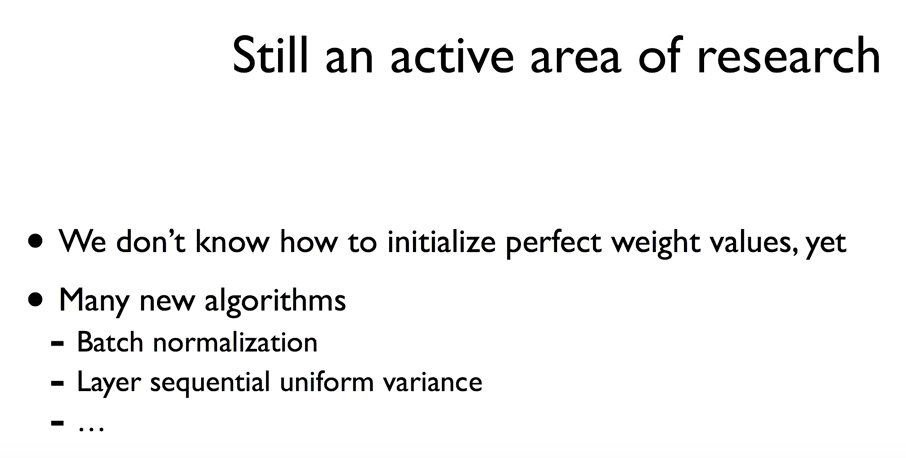 Still an active area of research
• We don't know how to initialize perfect weight values, yet
• Many new algorithms
- Batch normalization
- Layer sequential uniform variance
- …